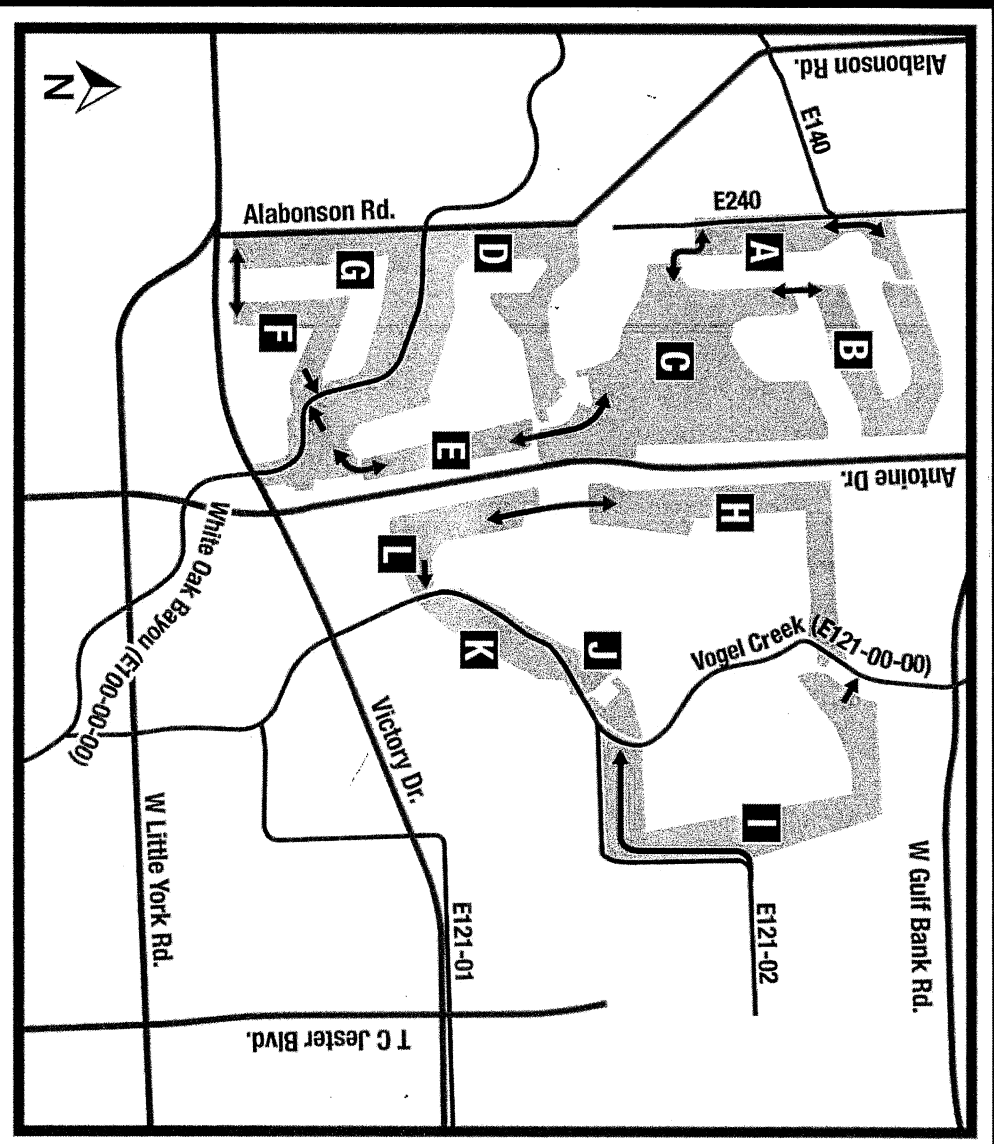 N
Alabonson Rd.
E140
E240
Alabonson Rd.
A
B
C
D
E
F
G
H
I
J
K
L
Antoine Dr.
White Oak Bayou (E100-00-00)
Vogel Creek (E121-00-00)
Victory Dr.
W Little York Rd.
W Gulf Bank Rd.
E121-01
E121-02
T C Jester Blvd.